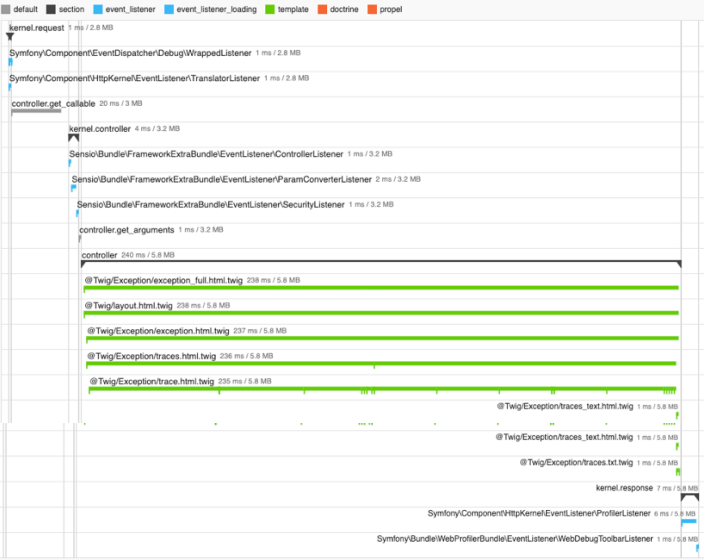 default section event_listener event_listener_loading template doctrine propel
kernel.request 1 ms / 2.8 MB
Symfony\Component\EventDispatcher\Debug\WrappedListener 1 ms / 2.8 MB
Symfony\Component\HttpKernel\EventListener\TranslatorListener 1 ms / 2.8 MB
controller.get_callable 20 ms / 3 MB
kernel.controller 4 ms / 3.2 MB
Sensio\Bundle\FrameworkExtraBundle\EventListener\ControllerListener 1 ms / 3.2 MB
Sensio\Bundle\FrameworkExtraBundle\EventListener\ParamConverterListener 2 ms / 3.2 MB
Sensio\Bundle\FrameworkExtraBundle\EventListener\SecurityListener 1 ms / 3.2 MB
controller.get_arguments 1 ms / 3.2 MB
controller 240 ms / 5.8 MB
@Twig/Exception/exception_full.html.twig 238 ms / 5.8 MB
@Twig/layout.html.twig 238 ms / 5.8 MB
@Twig/Exception/exception.html.twig 237 ms / 5.8 MB
@Twig/Exception/traces.html.twig 236 ms / 5.8 MB
@Twig/Exception/trace.html.twig 235 ms / 5.8 MB
@Twig/Exception/traces_text.html.twig 1 ms / 5.8 MB
@Twig/Exception/traces_text.html.twig 1 ms / 5.8 MB
@Twig/Exception/traces.txt.twig 1 ms / 5.8 MB
kernel.response 7 ms / 5.8 MB
Symfony\Component\HttpKernel\EventListener\ProfilerListener 6 ms / 5.8 MB
Symfony\Bundle\WebProfilerBundle\EventListener\WebDebugToolbarListener 1 ms / 5.8 MB